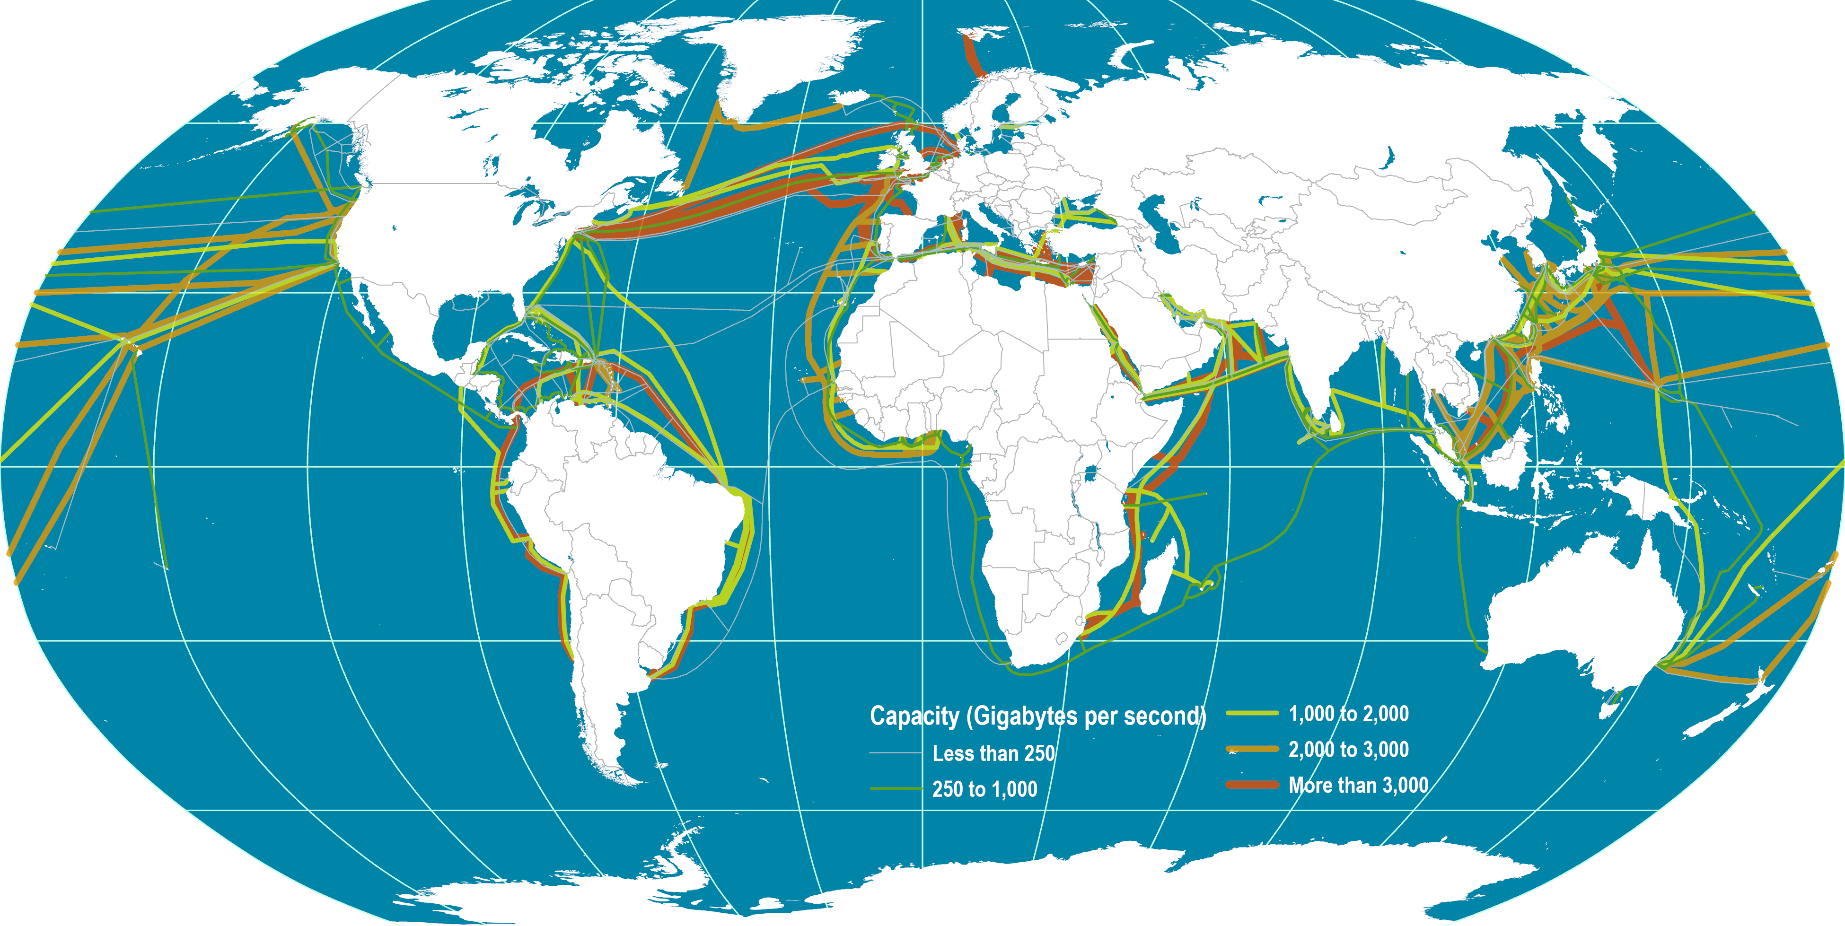 Capacity (Gigabytes per second)
Less than 250
250 to 1,000
1,000 to 2,000
2,000 to 3,000
More than 3,000